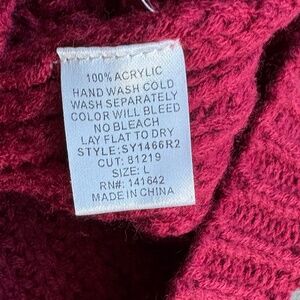 100% ACRYLIC
HAND WASH COLD
WASH SEPARATELY
COLOR WILL BLEED
NO BLEACH
LAY FLAT TO DRY
STYLE:SY1466R2
CUT: 81219
SIZE: L
RN#: 141642
MADE IN CHINA